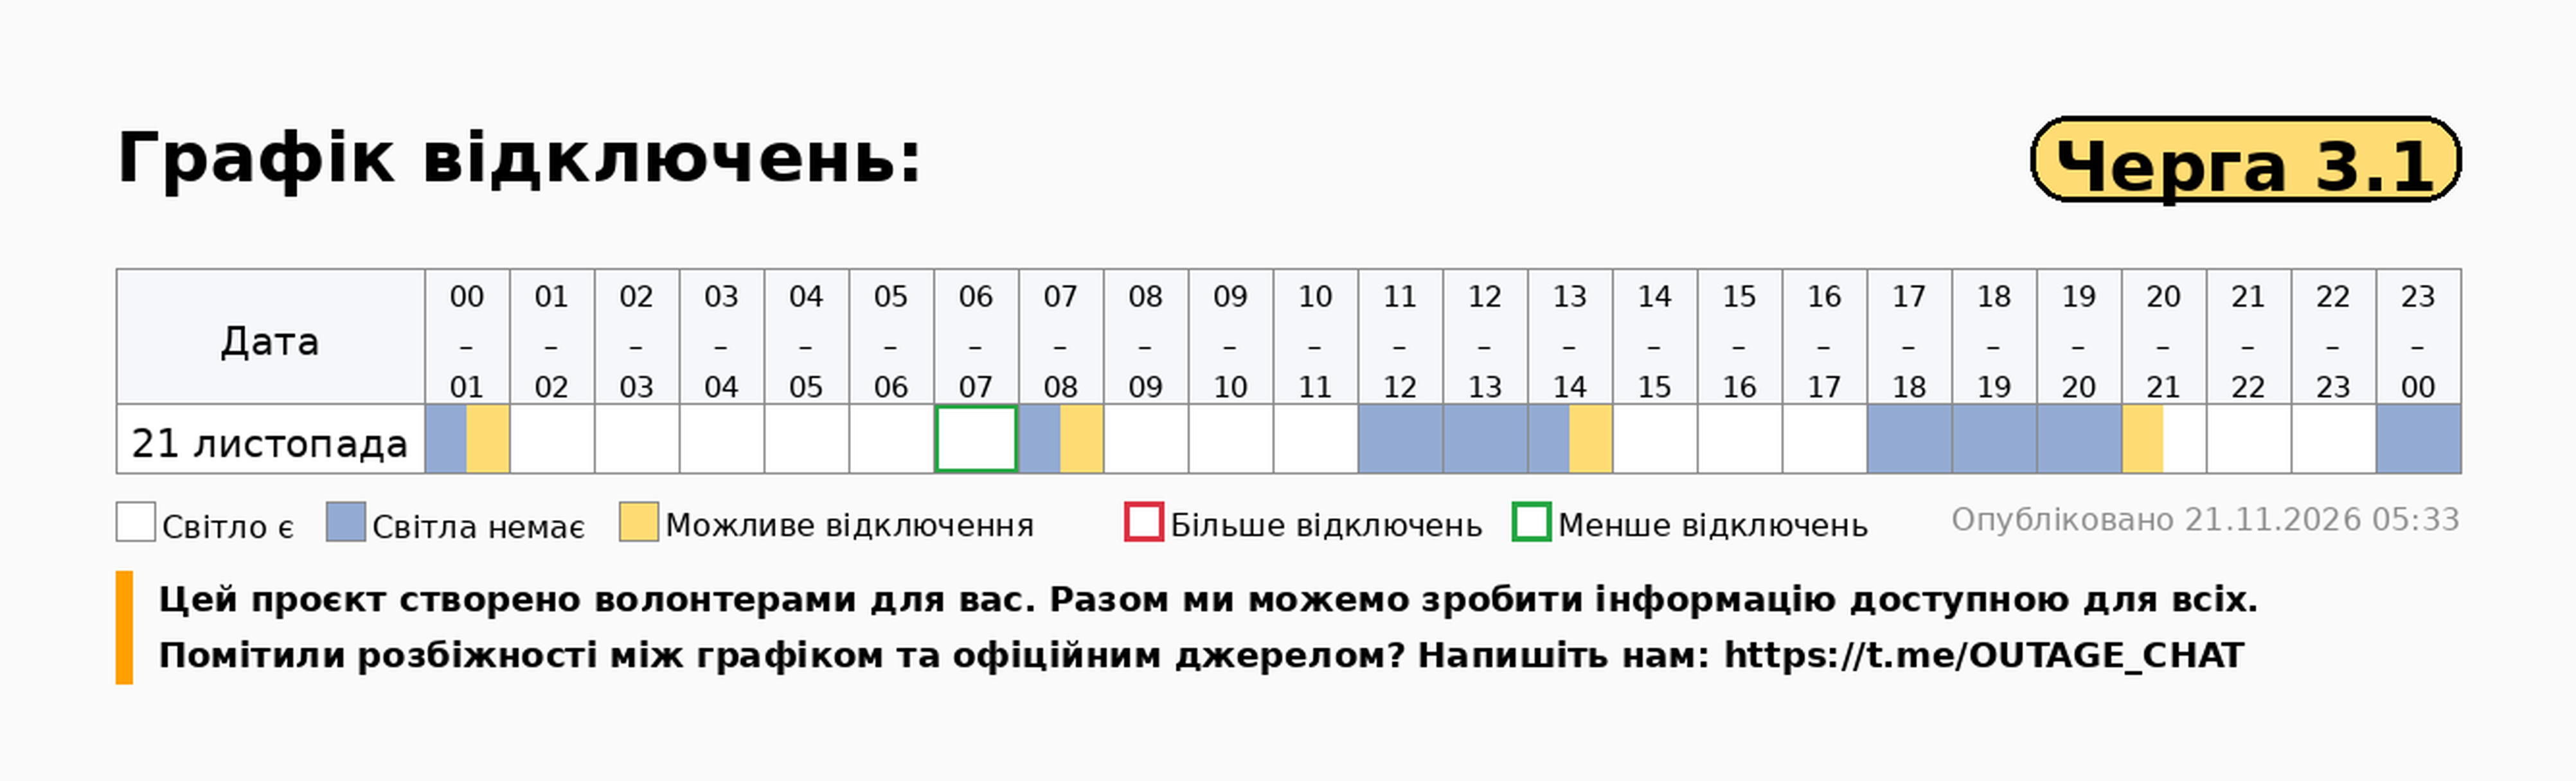 Графік відключень:
Черга 3.1
Дата
00 – 01
01 – 02
02 – 03
03 – 04
04 – 05
05 – 06
06 – 07
07 – 08
08 – 09
09 – 10
10 – 11
11 – 12
12 – 13
13 – 14
14 – 15
15 – 16
16 – 17
17 – 18
18 – 19
19 – 20
20 – 21
21 – 22
22 – 23
23 – 00
21 листопада
Світло є
Світла немає
Можливе відключення
Більше відключень
Менше відключень
Опубліковано 21.11.2026 05:33
Цей проєкт створено волонтерами для вас. Разом ми можемо зробити інформацію доступною для всіх.
Помітили розбіжності між графіком та офіційним джерелом? Напишіть нам: https://t.me/OUTAGE_CHAT